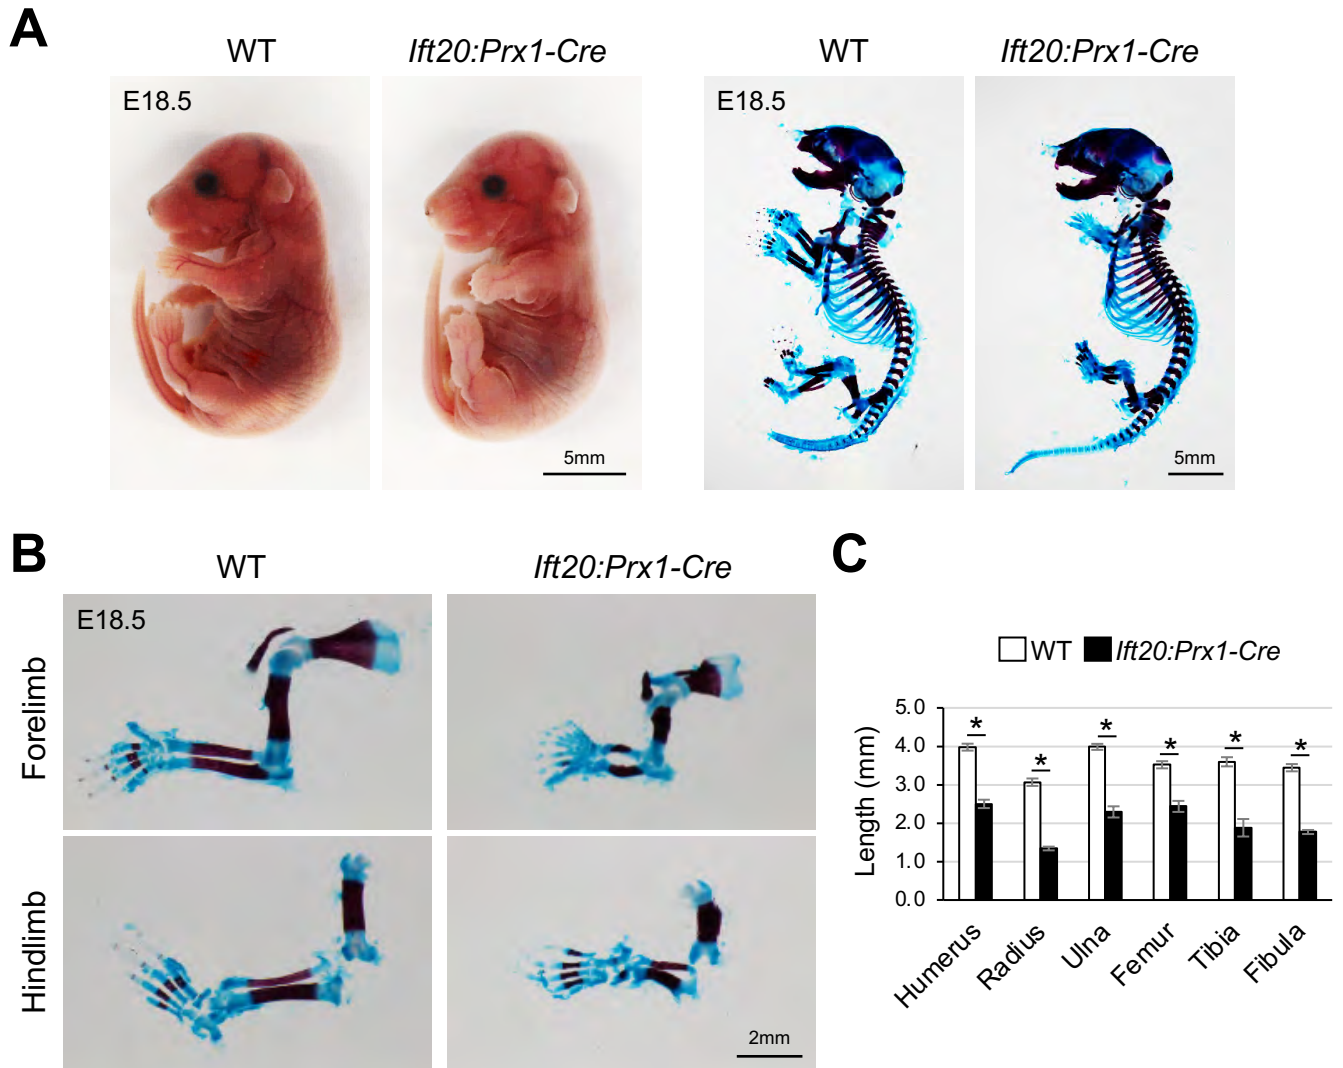 A
WT
Ift20:Prx1-Cre
WT
Ift20:Prx1-Cre
E18.5
E18.5
5mm
5mm
B
WT
Ift20:Prx1-Cre
E18.5
Forelimb
Hindlimb
2mm
C
WT
Ift20:Prx1-Cre
Length (mm)
5.0
4.0
3.0
2.0
1.0
0.0
* * * * * *
Humerus
Radius
Ulna
Femur
Tibia
Fibula